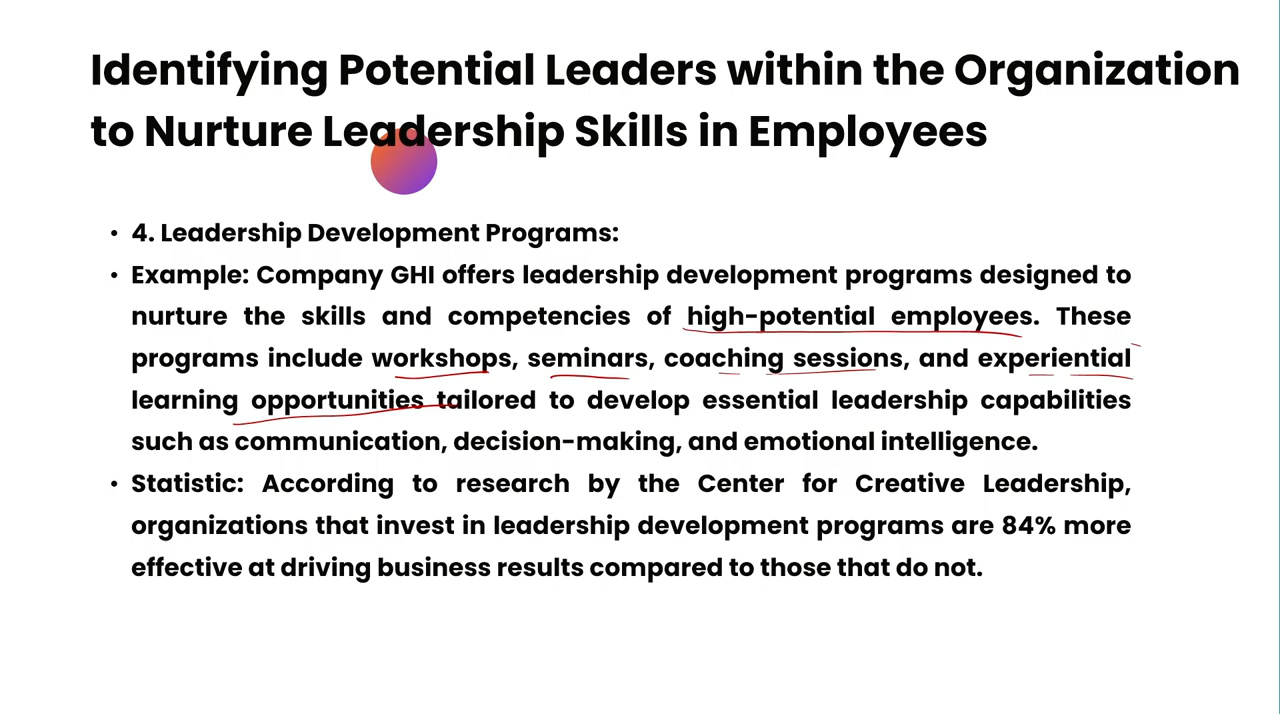 Identifying Potential Leaders within the Organization
to Nurture Leadership Skills in Employees
• 4. Leadership Development Programs:
• Example: Company GHI offers leadership development programs designed to
nurture the skills and competencies of high-potential employees. These
programs include workshops, seminars, coaching sessions, and experiential
learning opportunities tailored to develop essential leadership capabilities
such as communication, decision-making, and emotional intelligence.
• Statistic: According to research by the Center for Creative Leadership,
organizations that invest in leadership development programs are 84% more
effective at driving business results compared to those that do not.